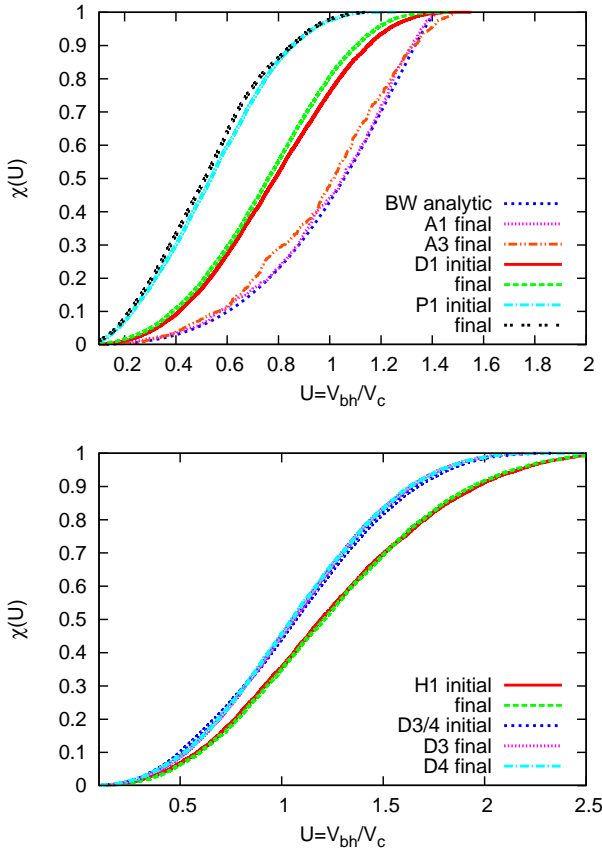 1
0.9
0.8
0.7
0.6
0.5
0.4
0.3
0.2
0.1
0
χ(U)
BW analytic
A1 final
A3 final
D1 initial
final
P1 initial
final
0.2 0.4 0.6 0.8 1 1.2 1.4 1.6 1.8 2
U=V_bh/V_c
1
0.9
0.8
0.7
0.6
0.5
0.4
0.3
0.2
0.1
0
χ(U)
H1 initial
final
D3/4 initial
D3 final
D4 final
0.5 1 1.5 2 2.5
U=V_bh/V_c